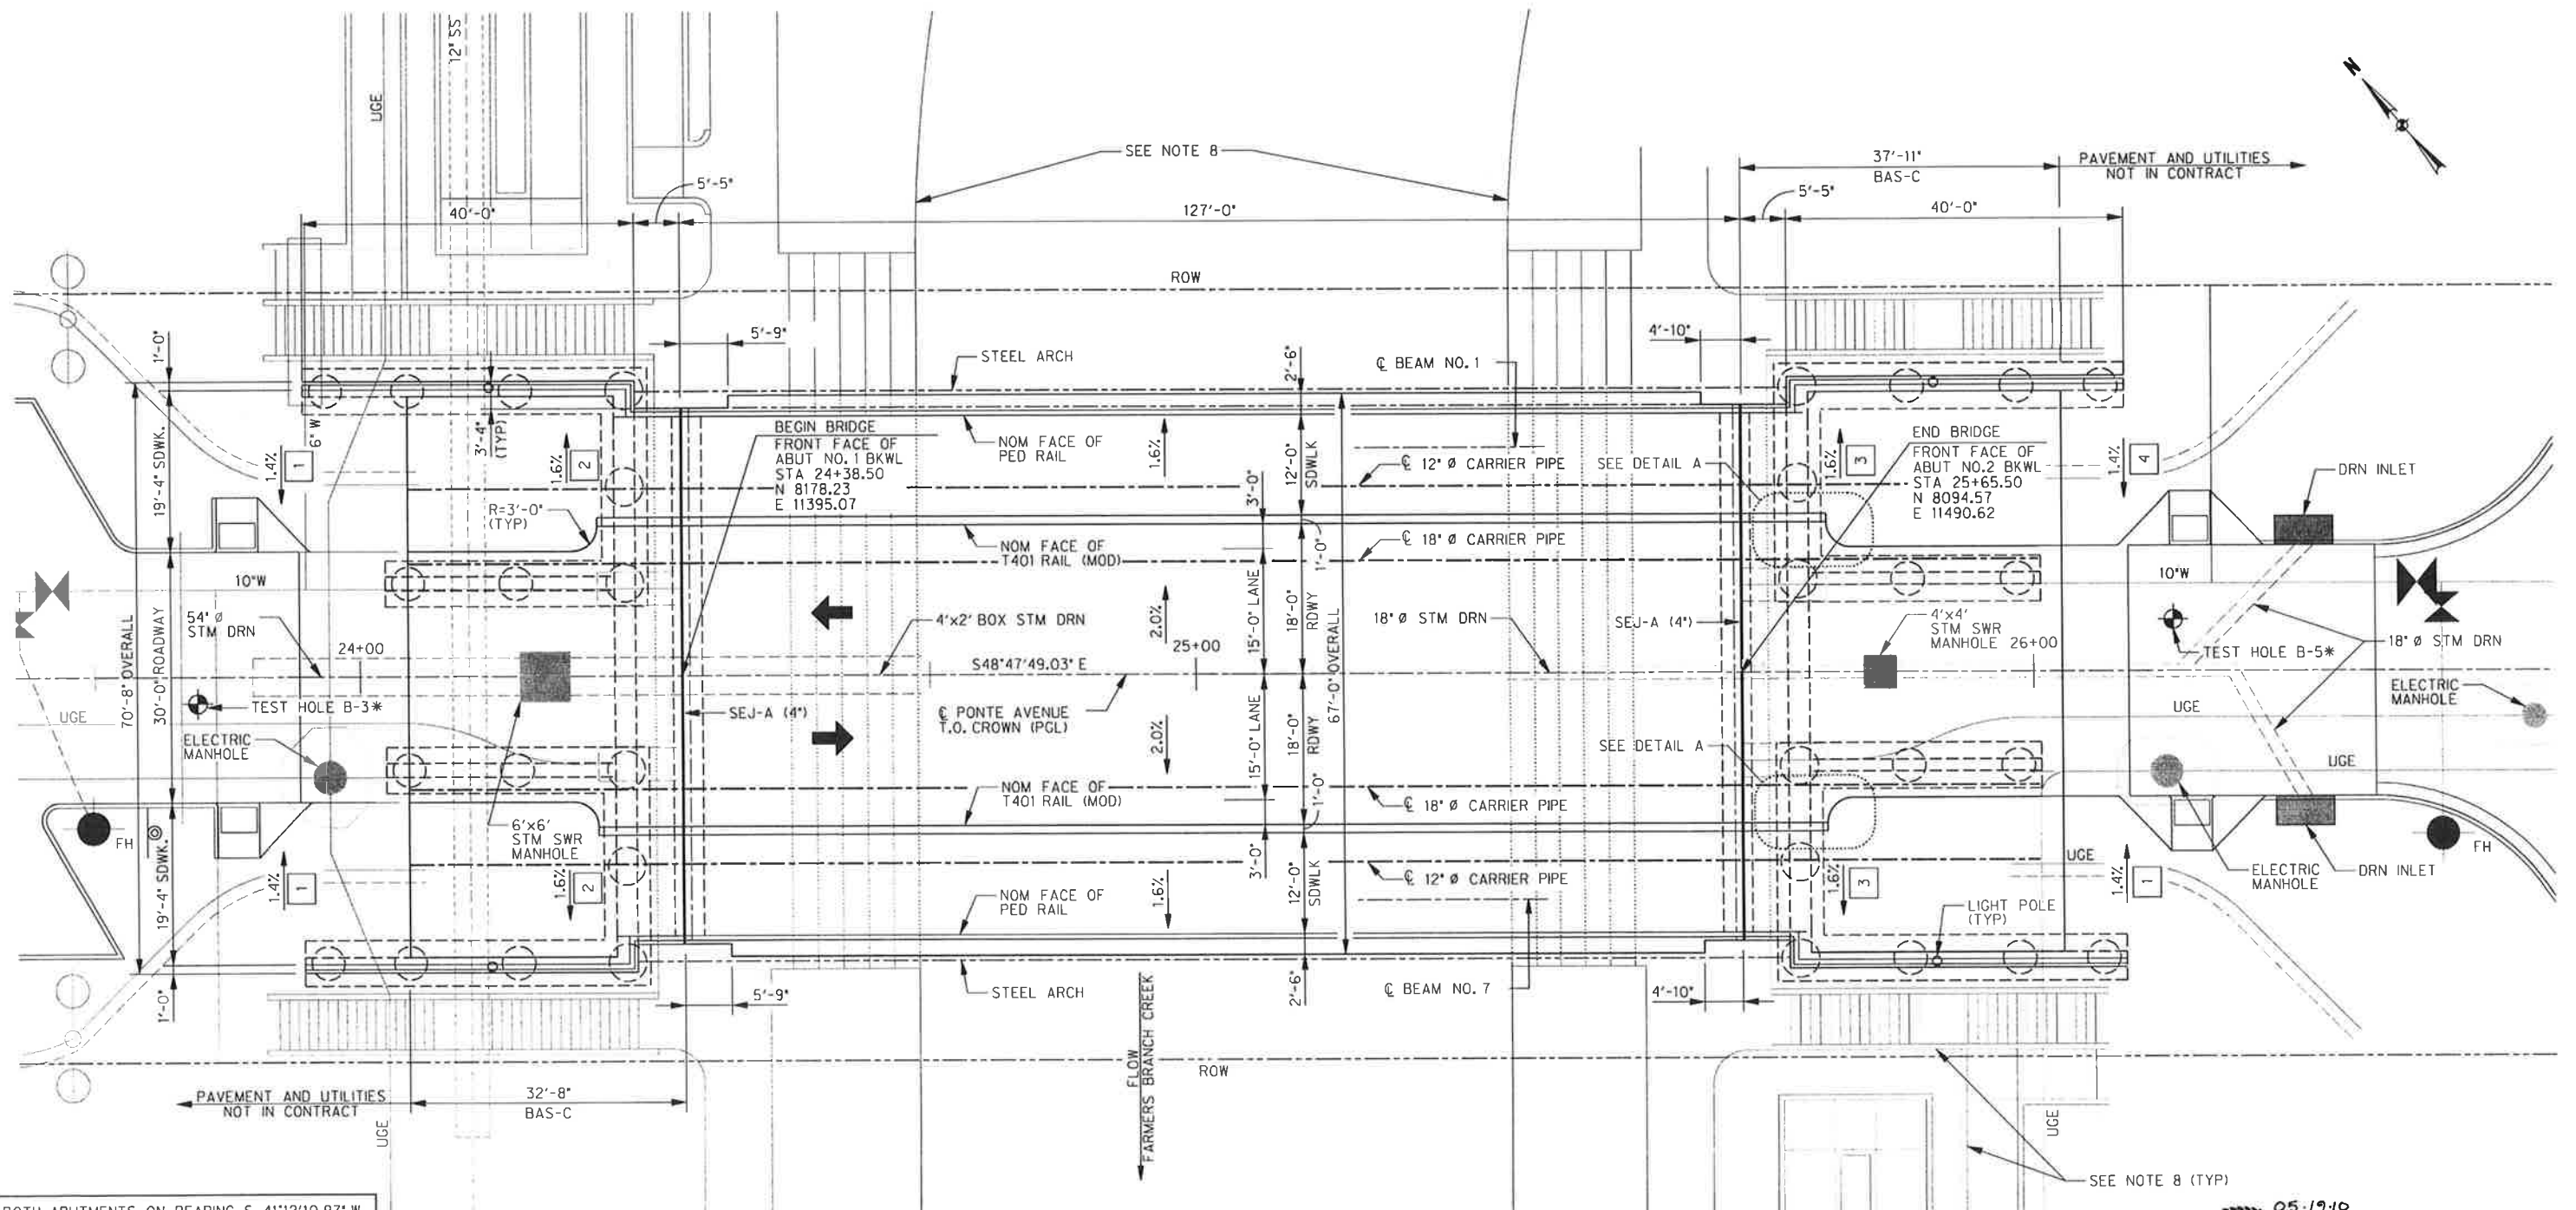 12" SS
UGE
SEE NOTE 8
N
37'-11"
BAS-C
PAVEMENT AND UTILITIES
NOT IN CONTRACT
5'-5"
5'-5"
40'-0"
127'-0"
40'-0"
ROW
1'-0"
5'-9"
4'-10"
STEEL ARCH
2'-6"
℄ BEAM NO. 1
6" W
3'-4"
(TYP)
19'-4" SDWK.
1.4%
1
1.6%
2
BEGIN BRIDGE
FRONT FACE OF
ABUT NO. 1 BKWL
STA 24+38.50
N 8178.23
E 11395.07
NOM FACE OF
PED RAIL
1.6%
12'-0"
SDWLK
℄ 12" Ø CARRIER PIPE
SEE DETAIL A
1.6%
3
END BRIDGE
FRONT FACE OF
ABUT NO.2 BKWL
STA 25+65.50
N 8094.57
E 11490.62
1.4%
4
DRN INLET
R=3'-0"
(TYP)
3'-0"
NOM FACE OF
T401 RAIL (MOD)
1'-0"
℄ 18" Ø CARRIER PIPE
10"W
10"W
54" Ø
STM DRN
24+00
4'x2' BOX STM DRN
2.0%
15'-0" LANE
18'-0"
RDWY
67'-0" OVERALL
18" Ø STM DRN
SEJ-A (4")
4'x4'
STM SWR
MANHOLE
26+00
TEST HOLE B-5*
18" Ø STM DRN
25+00
S48°47'49.03" E
70'-8" OVERALL
30'-0" ROADWAY
TEST HOLE B-3*
UGE
SEJ-A (4")
℄ PONTE AVENUE
T.O. CROWN (PGL)
ELECTRIC
MANHOLE
ELECTRIC
MANHOLE
UGE
2.0%
15'-0" LANE
18'-0"
RDWY
SEE DETAIL A
UGE
NOM FACE OF
T401 RAIL (MOD)
1'-0"
℄ 18" Ø CARRIER PIPE
6'x6'
STM SWR
MANHOLE
FH
FH
3'-0"
UGE
19'-4" SDWK.
1.4%
1
1.6%
2
NOM FACE OF
PED RAIL
1.6%
12'-0"
SDWLK
℄ 12" Ø CARRIER PIPE
1.6%
3
1.4%
1
ELECTRIC
MANHOLE
DRN INLET
LIGHT POLE
(TYP)
1'-0"
5'-9"
STEEL ARCH
2'-6"
℄ BEAM NO. 7
4'-10"
FLOW
FARMERS BRANCH CREEK
ROW
PAVEMENT AND UTILITIES
NOT IN CONTRACT
32'-8"
BAS-C
UGE
UGE
SEE NOTE 8 (TYP)
05·19·10